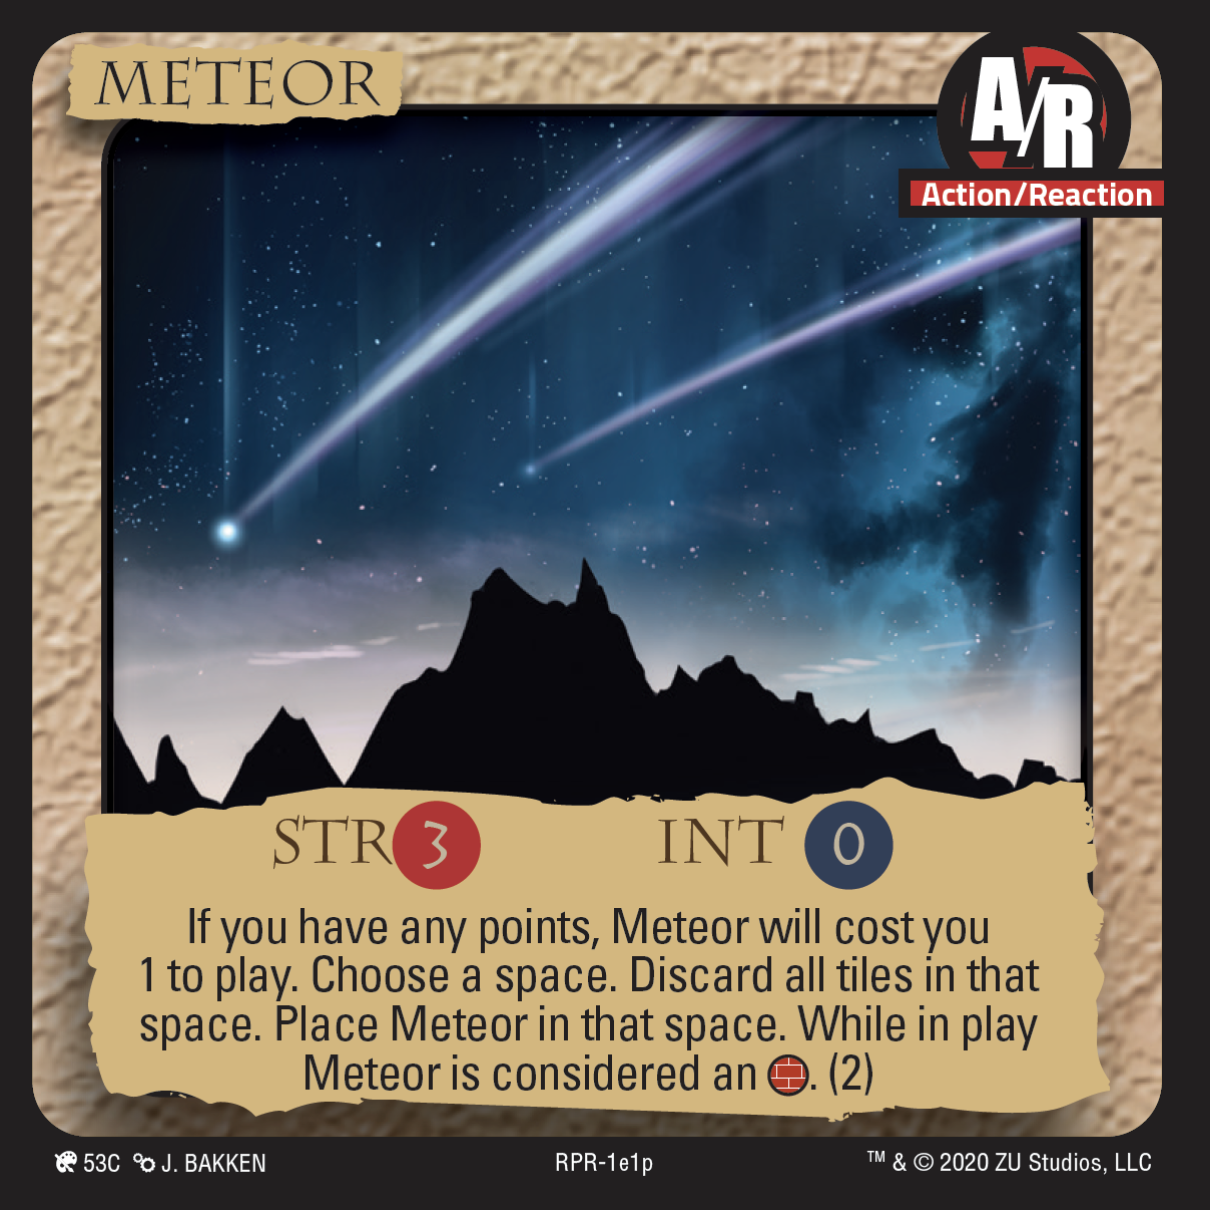 METEOR
A/R
Action/Reaction
STR 3 INT 0
If you have any points, Meteor will cost you
1 to play. Choose a space. Discard all tiles in that
space. Place Meteor in that space. While in play
Meteor is considered an . (2)
53C J. BAKKEN RPR-1e1p ™ & © 2020 ZU Studios, LLC